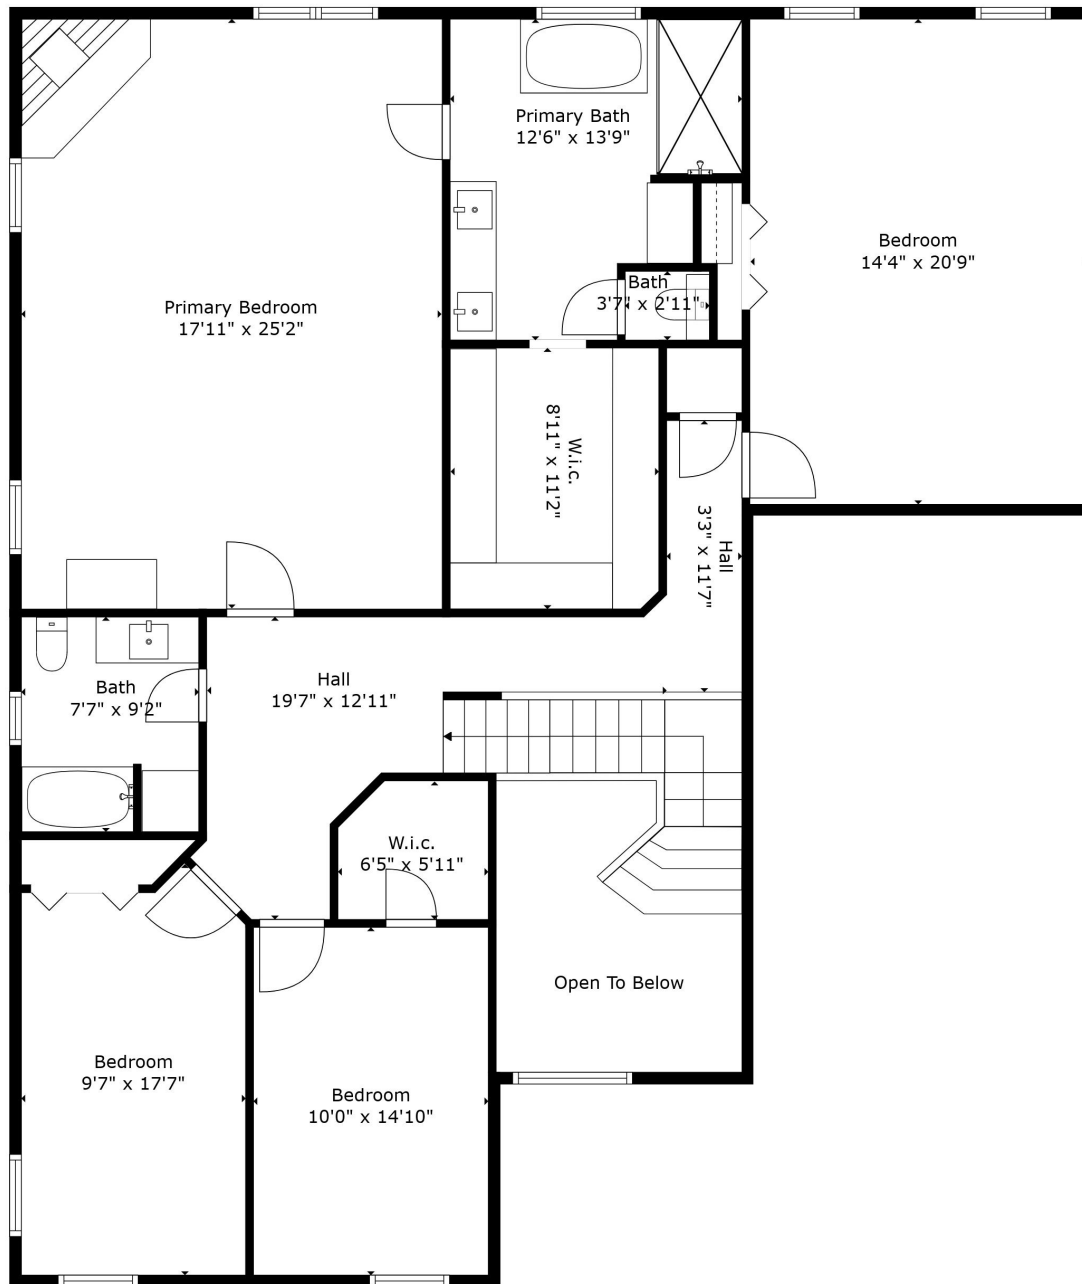 Primary Bath
12'6" x 13'9"
Bedroom
14'4" x 20'9"
Primary Bedroom
17'11" x 25'2"
Bath
3'7" x 2'11"
W.i.c.
8'11" x 11'2"
Hall
3'3" x 11'7"
Hall
19'7" x 12'11"
Bath
7'7" x 9'2"
W.i.c.
6'5" x 5'11"
Open To Below
Bedroom
9'7" x 17'7"
Bedroom
10'0" x 14'10"